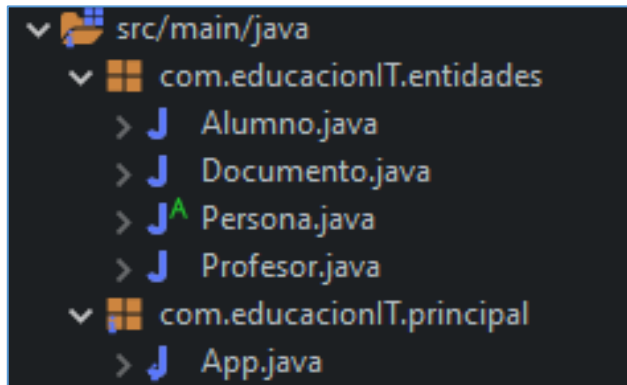 src/main/java
com.educacionIT.entidades
Alumno.java
Documento.java
A Persona.java
Profesor.java
com.educacionIT.principal
App.java